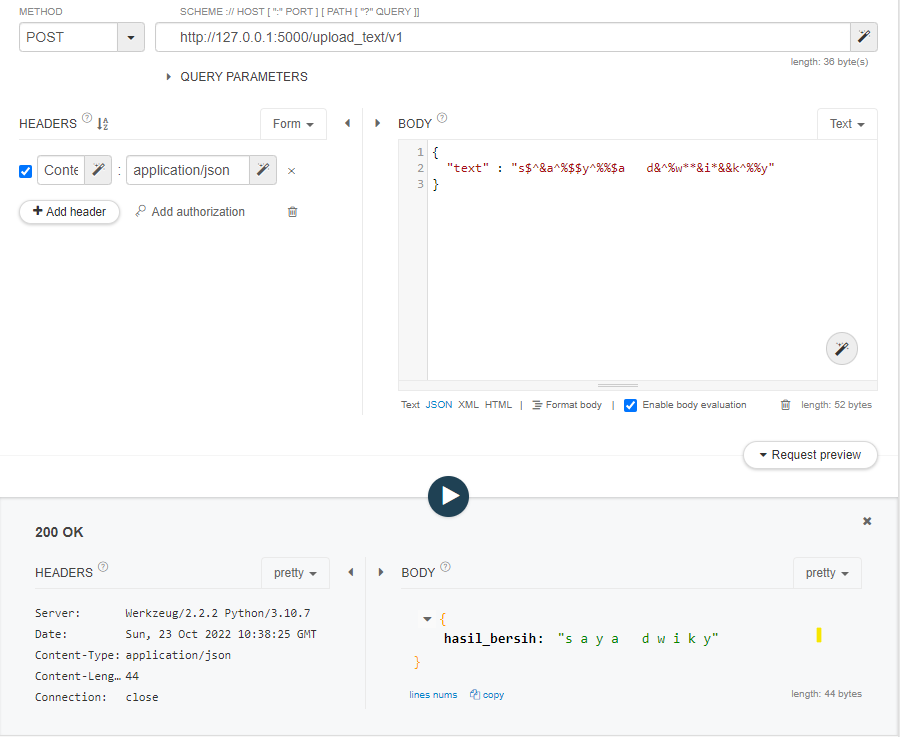 METHOD
SCHEME :// HOST [ ":" PORT ] [ PATH [ "?" QUERY ]]
POST
http://127.0.0.1:5000/upload_text/v1
length: 36 byte(s)
QUERY PARAMETERS
HEADERS
Form
BODY
Text
Conte : application/json ×
+ Add header
Add authorization
1 {
2 "text" : "s$^&a^%$$y^%%$a   d&^%w**&i*&&k^%%y"
3 }
Text JSON XML HTML | Format body | Enable body evaluation length: 52 bytes
Request preview
200 OK
HEADERS
pretty
BODY
pretty
Server: Werkzeug/2.2.2 Python/3.10.7
Date: Sun, 23 Oct 2022 10:38:25 GMT
Content-Type: application/json
Content-Leng… 44
Connection: close
{
hasil_bersih: "s a y a   d w i k y"
}
lines nums copy
length: 44 bytes